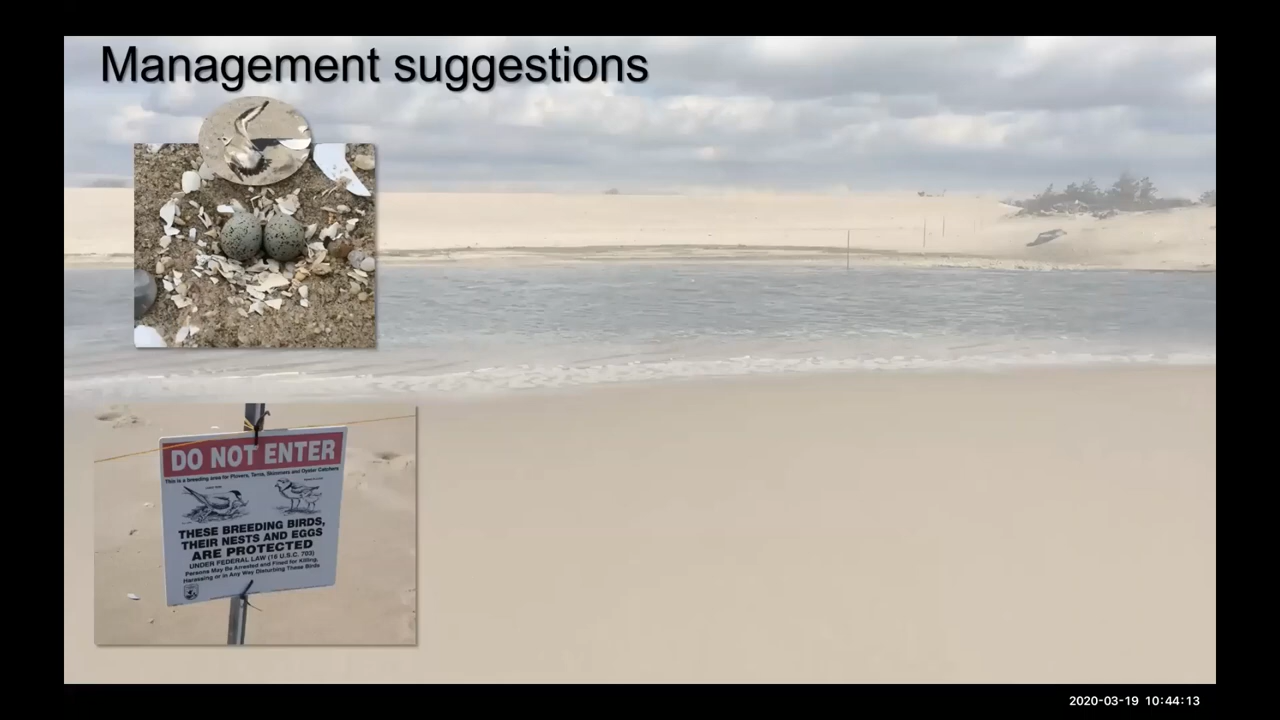 Management suggestions
DO NOT ENTER
This is a breeding area for Plovers, Terns, Skimmers and Oyster Catchers
THESE BREEDING BIRDS,
THEIR NESTS AND EGGS
ARE PROTECTED
UNDER FEDERAL LAW (16 U.S.C. 703)
Persons May Be Arrested and Fined for Killing,
Harassing or in Any Way Disturbing These Birds
2020-03-19 10:44:13